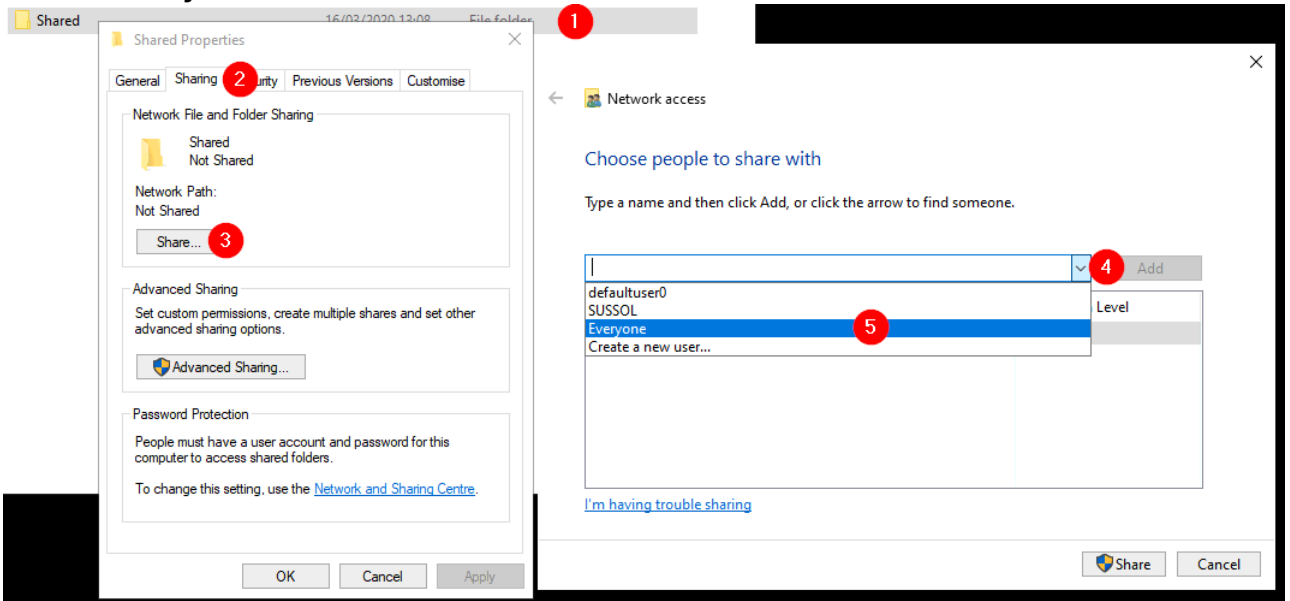 Shared 16/03/2020 13:08 File folder 1
Shared Properties
General Sharing 2 urity Previous Versions Customise
Network File and Folder Sharing
Shared
Not Shared
Network Path:
Not Shared
Share... 3
Advanced Sharing
Set custom permissions, create multiple shares and set other
advanced sharing options.
Advanced Sharing...
Password Protection
People must have a user account and password for this
computer to access shared folders.
To change this setting, use the Network and Sharing Centre.
OK Cancel Apply
Network access
Choose people to share with
Type a name and then click Add, or click the arrow to find someone.
4 Add
defaultuser0
SUSSOL
Level
Everyone 5
Create a new user...
I'm having trouble sharing
Share Cancel